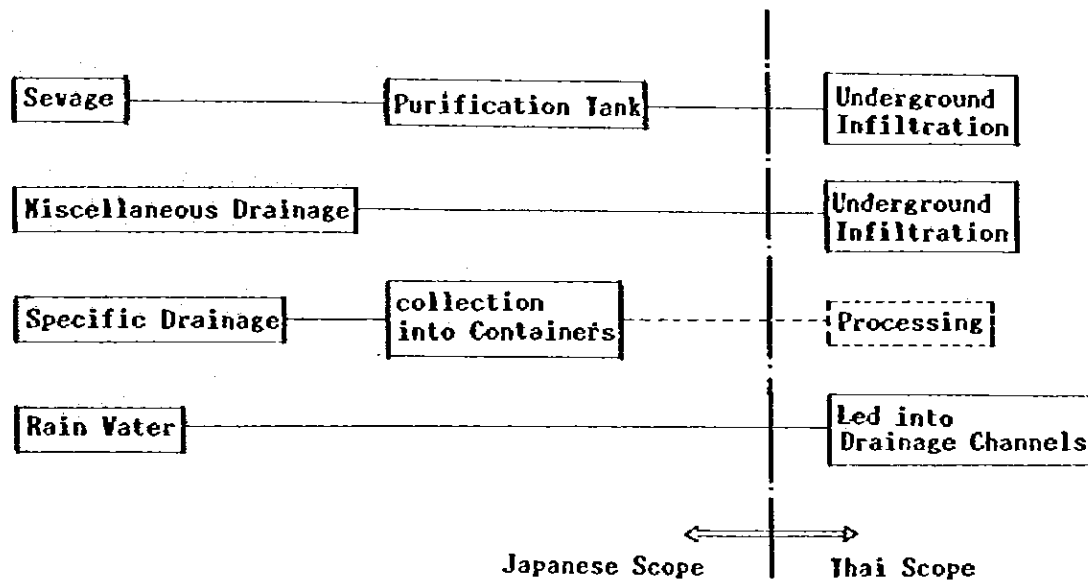 Sewage
Purification Tank
Underground
Infiltration
Miscellaneous Drainage
Underground
Infiltration
Specific Drainage
collection
into Containers
Processing
Rain Water
Led into
Drainage Channels
Japanese Scope
Thai Scope